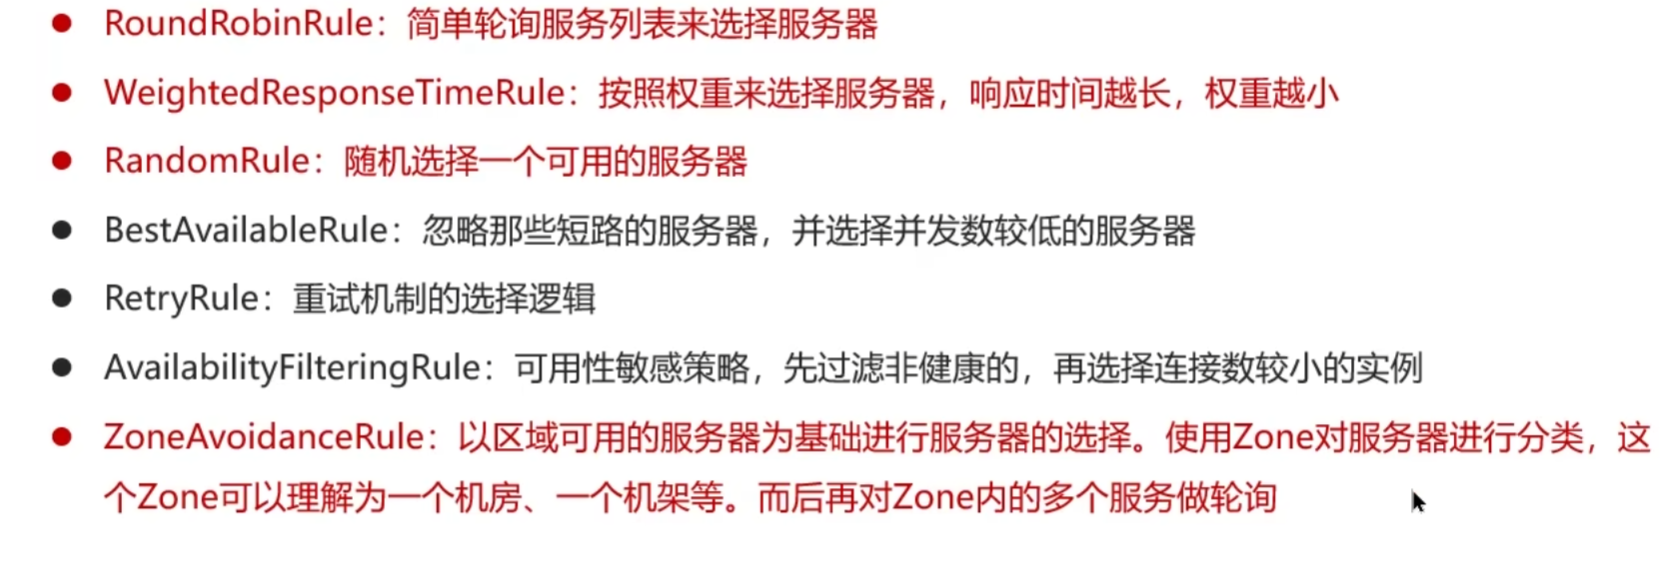 ● RoundRobinRule：简单轮询服务列表来选择服务器
● WeightedResponseTimeRule：按照权重来选择服务器，响应时间越长，权重越小
● RandomRule：随机选择一个可用的服务器
● BestAvailableRule：忽略那些短路的服务器，并选择并发数较低的服务器
● RetryRule：重试机制的选择逻辑
● AvailabilityFilteringRule：可用性敏感策略，先过滤非健康的，再选择连接数较小的实例
● ZoneAvoidanceRule：以区域可用的服务器为基础进行服务器的选择。使用Zone对服务器进行分类，这
个Zone可以理解为一个机房、一个机架等。而后再对Zone内的多个服务做轮询